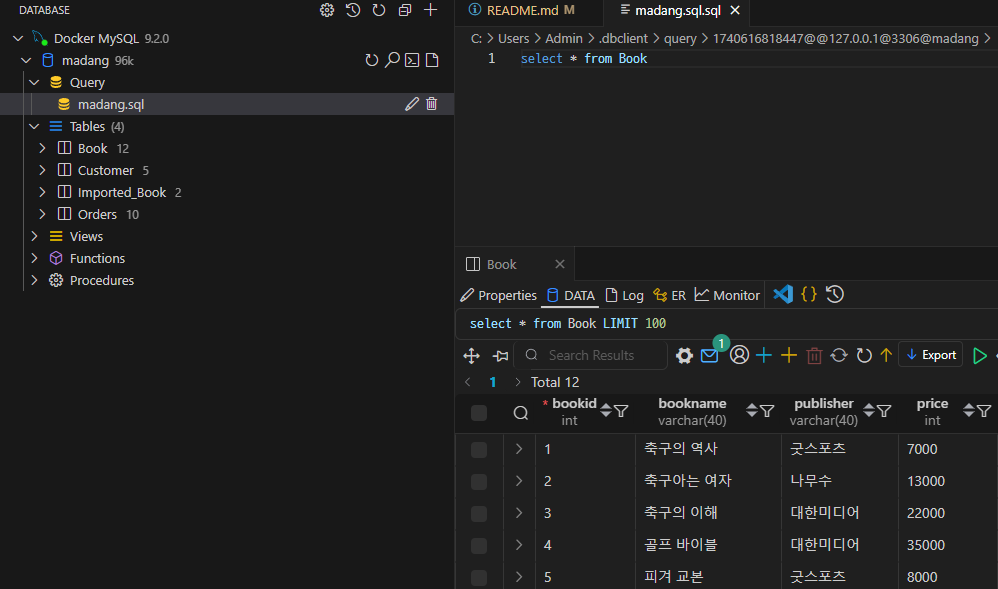 DATABASE
Docker MySQL 9.2.0
madang 96k
Query
madang.sql
Tables (4)
Book 12
Customer 5
Imported_Book 2
Orders 10
Views
Functions
Procedures
README.md M
madang.sql.sql
C: > Users > Admin > .dbclient > query > 1740616818447@@127.0.0.1@3306@madang >
1 select * from Book
Book
Properties DATA Log ER Monitor {}
select * from Book LIMIT 100
Search Results 1 Export
1 Total 12
* bookid bookname publisher price
int varchar(40) varchar(40) int
1 축구의 역사 굿스포츠 7000
2 축구아는 여자 나무수 13000
3 축구의 이해 대한미디어 22000
4 골프 바이블 대한미디어 35000
5 피겨 교본 굿스포츠 8000